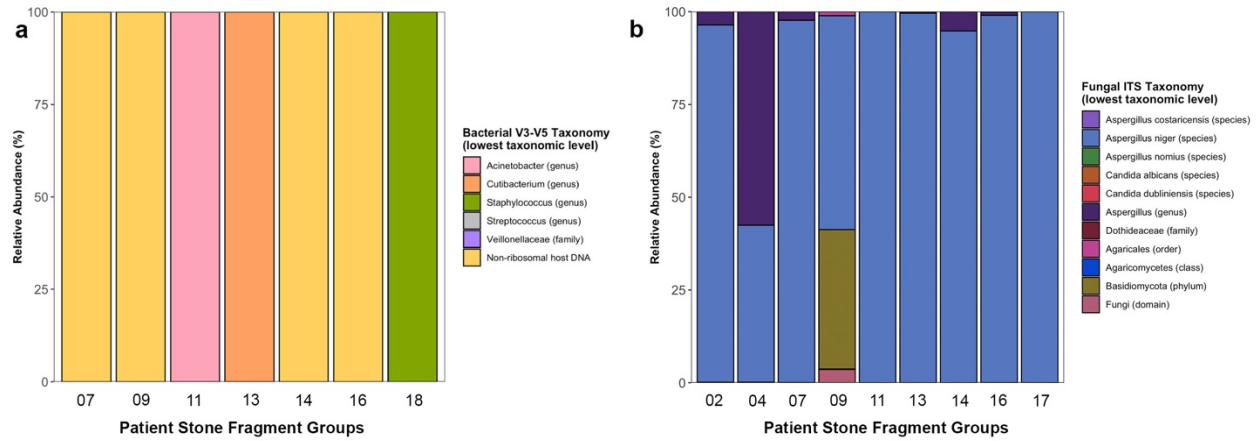 a
Relative Abundance (%)
100
75
50
25
0
07 09 11 13 14 16 18
Patient Stone Fragment Groups
Bacterial V3-V5 Taxonomy
(lowest taxonomic level)
Acinetobacter (genus)
Cutibacterium (genus)
Staphylococcus (genus)
Streptococcus (genus)
Veillonellaceae (family)
Non-ribosomal host DNA
b
Relative Abundance (%)
100
75
50
25
0
02 04 07 09 11 13 14 16 17
Patient Stone Fragment Groups
Fungal ITS Taxonomy
(lowest taxonomic level)
Aspergillus costaricensis (species)
Aspergillus niger (species)
Aspergillus nomius (species)
Candida albicans (species)
Candida dubliniensis (species)
Aspergillus (genus)
Dothideaceae (family)
Agaricales (order)
Agaricomycetes (class)
Basidiomycota (phylum)
Fungi (domain)